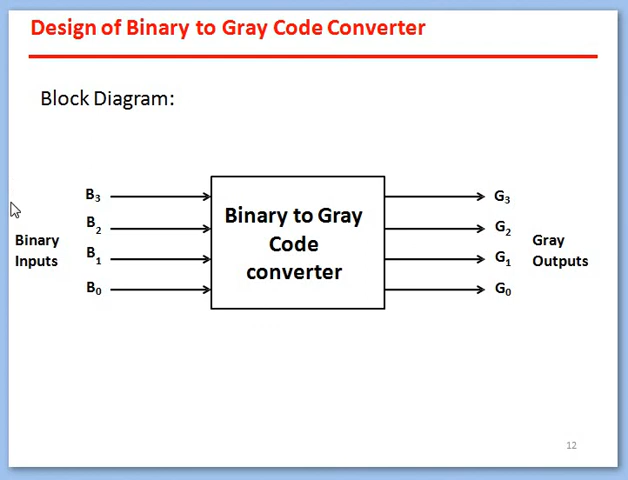 Design of Binary to Gray Code Converter
Block Diagram:
Binary
Inputs
B3
B2
B1
B0
Binary to Gray
Code
converter
G3
G2
G1
G0
Gray
Outputs
12